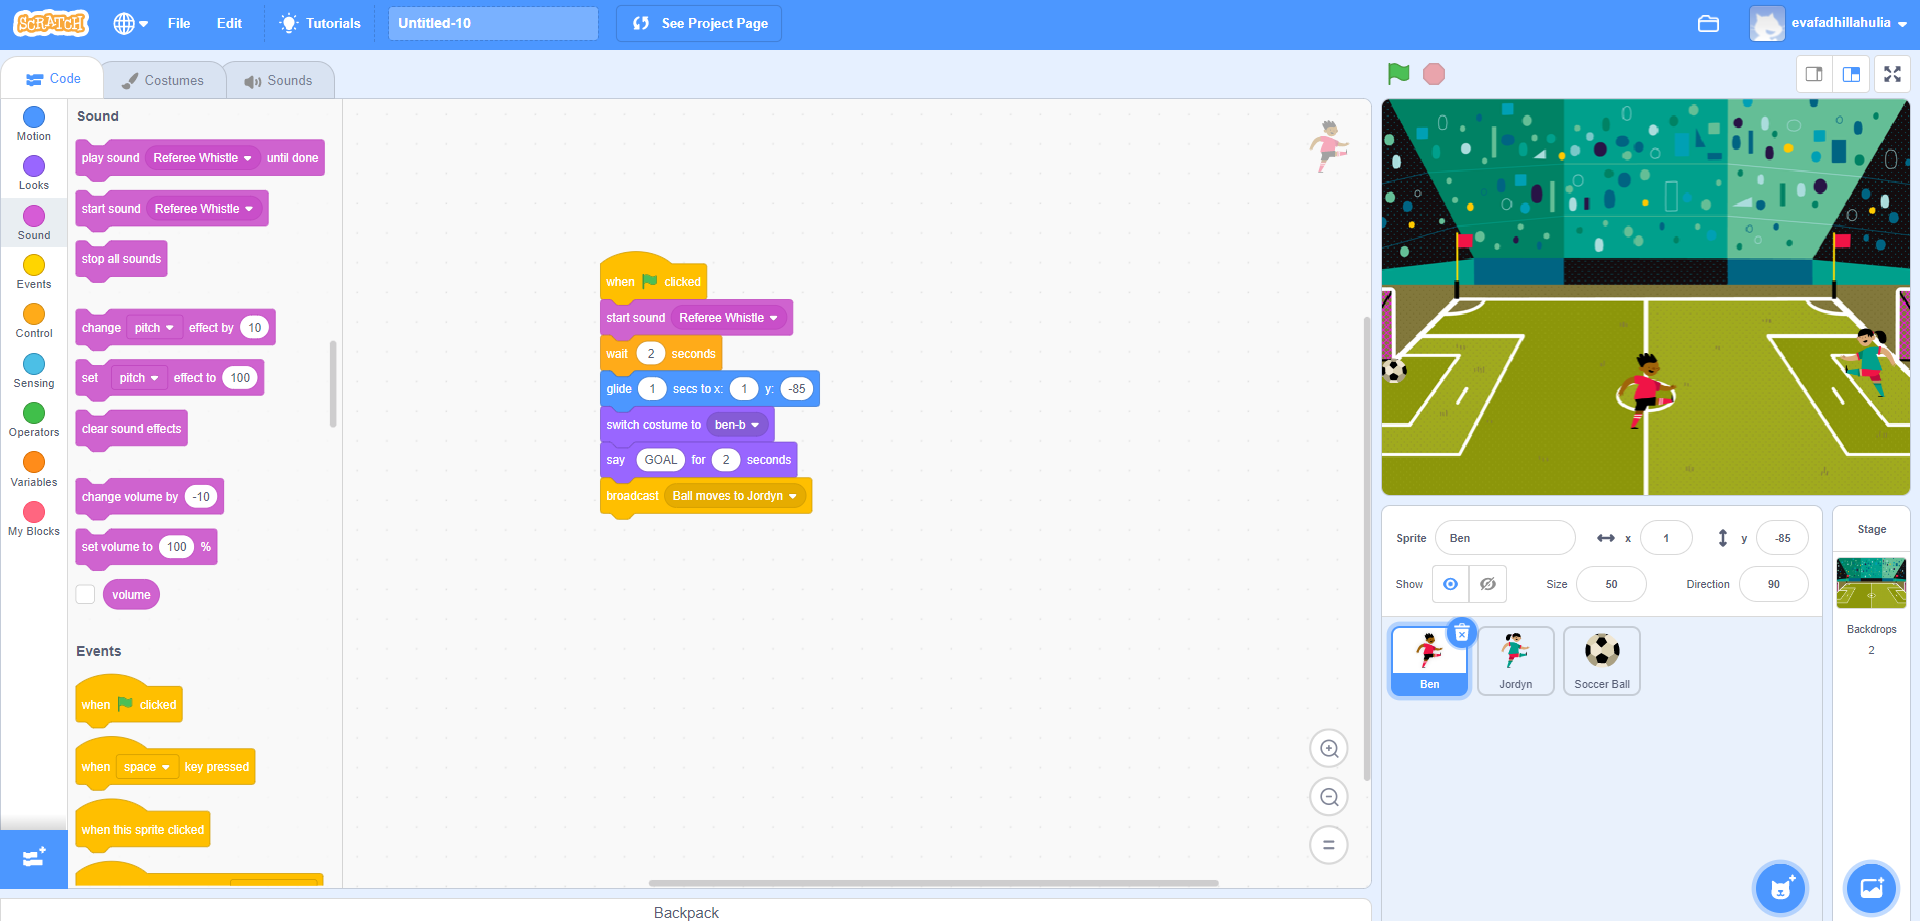 SCRATCH File Edit Tutorials Untitled-10 See Project Page evafadhillahulia
Code Costumes Sounds
Motion
Looks
Sound
Events
Control
Sensing
Operators
Variables
My Blocks
Sound
play sound Referee Whistle until done
start sound Referee Whistle
stop all sounds
change pitch effect by 10
set pitch effect to 100
clear sound effects
change volume by -10
set volume to 100 %
volume
Events
when clicked
when space key pressed
when this sprite clicked
when clicked
start sound Referee Whistle
wait 2 seconds
glide 1 secs to x: 1 y: -85
switch costume to ben-b
say GOAL for 2 seconds
broadcast Ball moves to Jordyn
Sprite Ben x 1 y -85
Show Size 50 Direction 90
Ben Jordyn Soccer Ball
Stage
Backdrops
2
Backpack